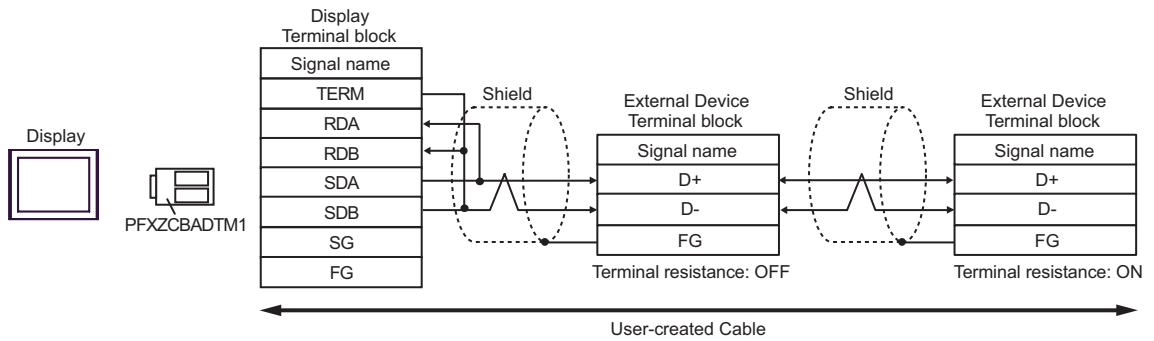 Display
Terminal block
Signal name
TERM
RDA
RDB
SDA
SDB
SG
FG
Display
PFXZCBADTM1
Shield
External Device
Terminal block
Signal name
D+
D-
FG
Terminal resistance: OFF
Shield
External Device
Terminal block
Signal name
D+
D-
FG
Terminal resistance: ON
User-created Cable